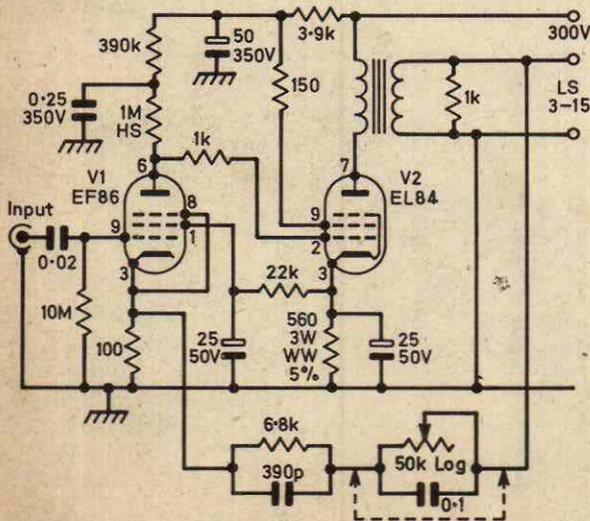 390k
50
350V
3·9k
300V
0·25
350V
1M
HS
150
1k
LS
3-15
1k
6
7
V1
EF86
V2
EL84
Input
8
9
1
9
2
0·02
3
3
22k
10M
100
25
50V
560
3W
WW
5%
25
50V
6·8k
390p
50k Log
0·1